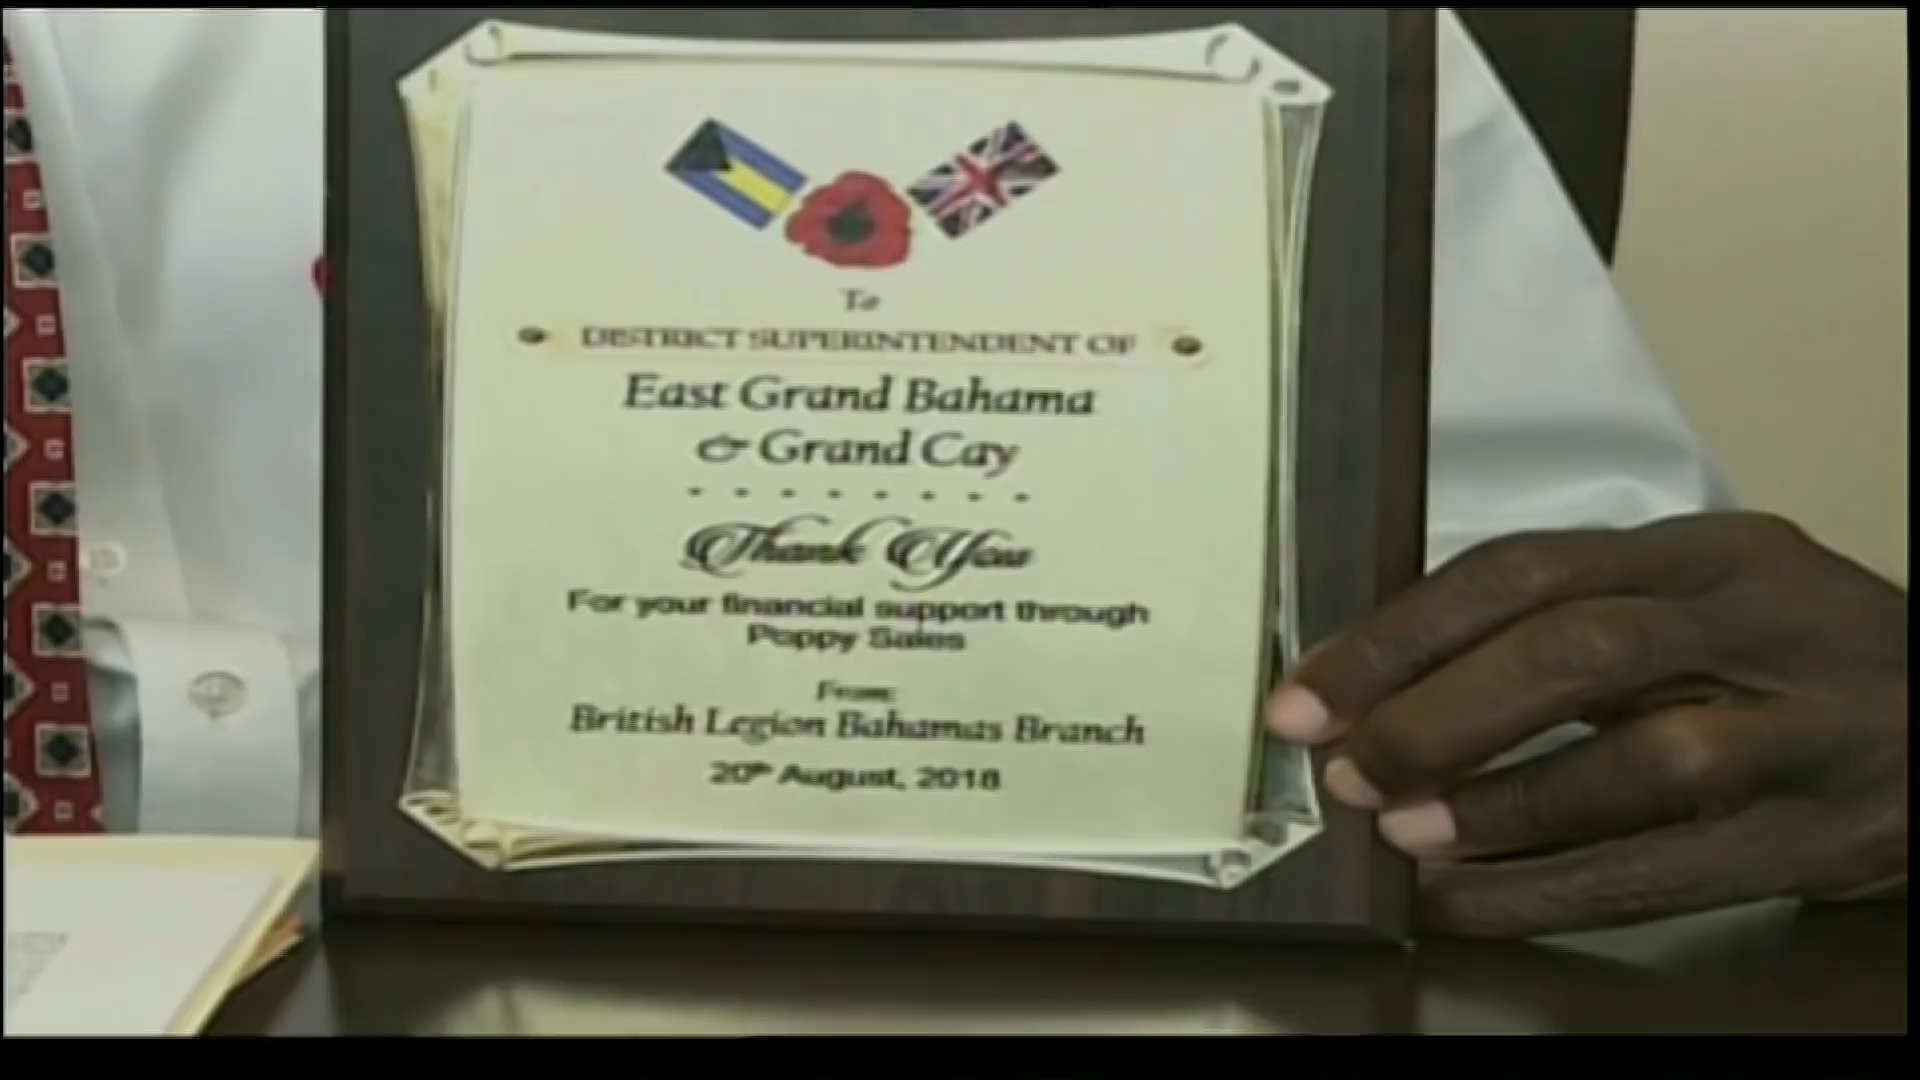 To
DISTRICT SUPERINTENDENT OF
East Grand Bahama
& Grand Cay
Thank You
For your financial support through
Poppy Sales
From:
British Legion Bahamas Branch
20th August, 2018